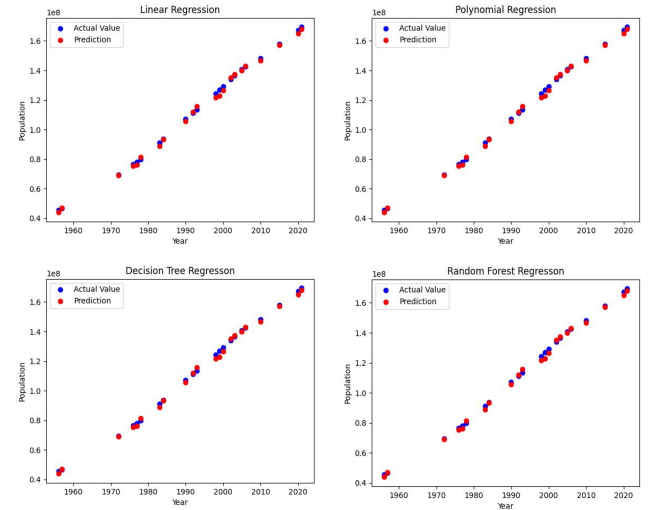 Linear Regression
1e8
Actual Value
Prediction
1.6
1.4
1.2
1.0
0.8
0.6
0.4
Population
1960 1970 1980 1990 2000 2010 2020
Year
Polynomial Regression
1e8
Actual Value
Prediction
1.6
1.4
1.2
1.0
0.8
0.6
0.4
Population
1960 1970 1980 1990 2000 2010 2020
Year
Decision Tree Regresson
1e8
Actual Value
Prediction
1.6
1.4
1.2
1.0
0.8
0.6
0.4
Population
1960 1970 1980 1990 2000 2010 2020
Year
Random Forest Regresson
1e8
Actual Value
Prediction
1.6
1.4
1.2
1.0
0.8
0.6
0.4
Population
1960 1970 1980 1990 2000 2010 2020
Year